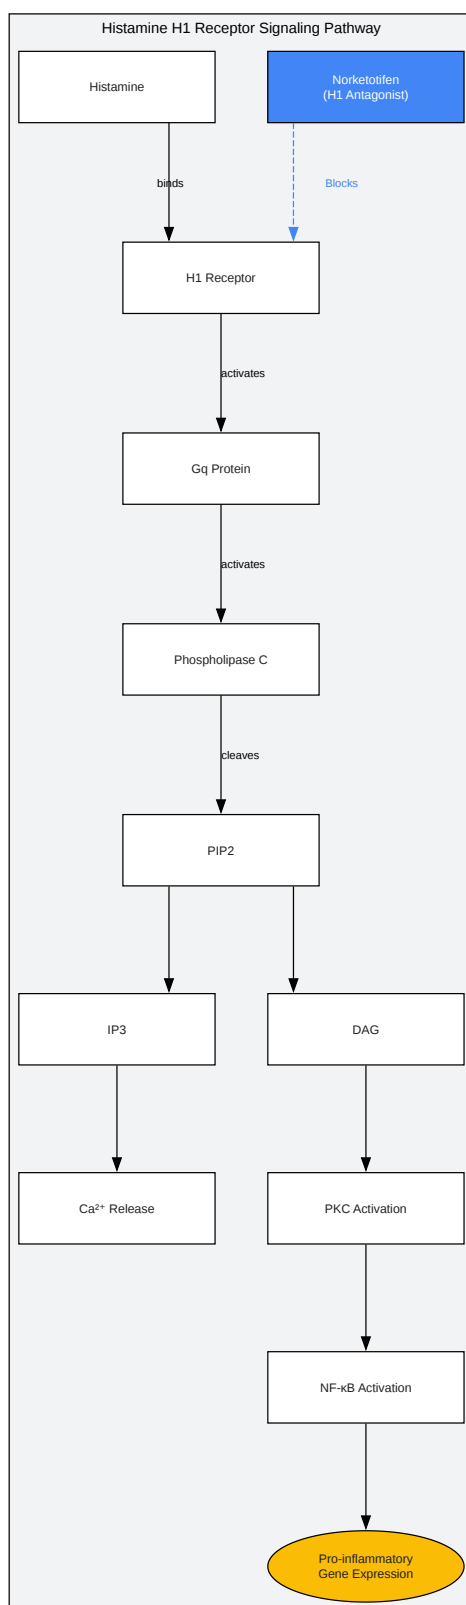 Histamine H1 Receptor Signaling Pathway
Histamine
Norketotifen
(H1 Antagonist)
binds
Blocks
H1 Receptor
activates
Gq Protein
activates
Phospholipase C
cleaves
PIP2
IP3
DAG
Ca²⁺ Release
PKC Activation
NF-κB Activation
Pro-inflammatory
Gene Expression